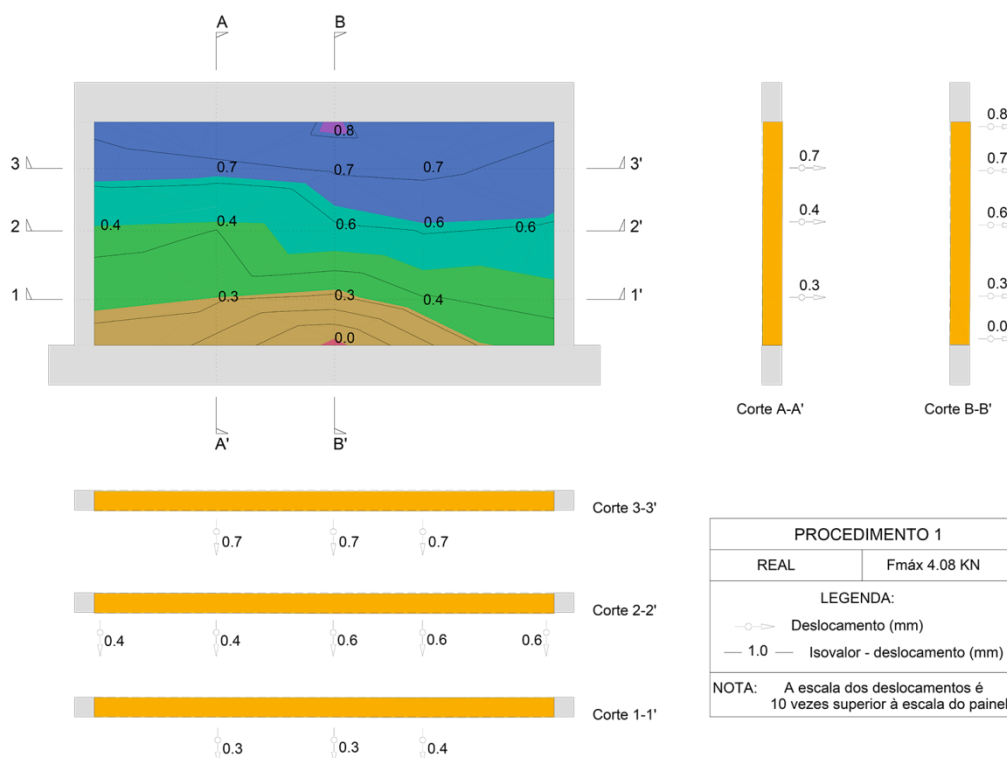 A B
0.8
3 0.7 0.7 0.7 3'
2 0.4 0.4 0.6 0.6 0.6 2'
1 0.3 0.3 0.4 1'
0.0
A' B'
0.7
0.4
0.3
Corte A-A'
0.8
0.7
0.6
0.3
0.0
Corte B-B'
Corte 3-3'
0.7 0.7 0.7
Corte 2-2'
0.4 0.4 0.6 0.6 0.6
Corte 1-1'
0.3 0.3 0.4
PROCEDIMENTO 1
REAL Fmáx 4.08 KN
LEGENDA:
Deslocamento (mm)
1.0 Isovalor - deslocamento (mm)
NOTA: A escala dos deslocamentos é
10 vezes superior à escala do painel